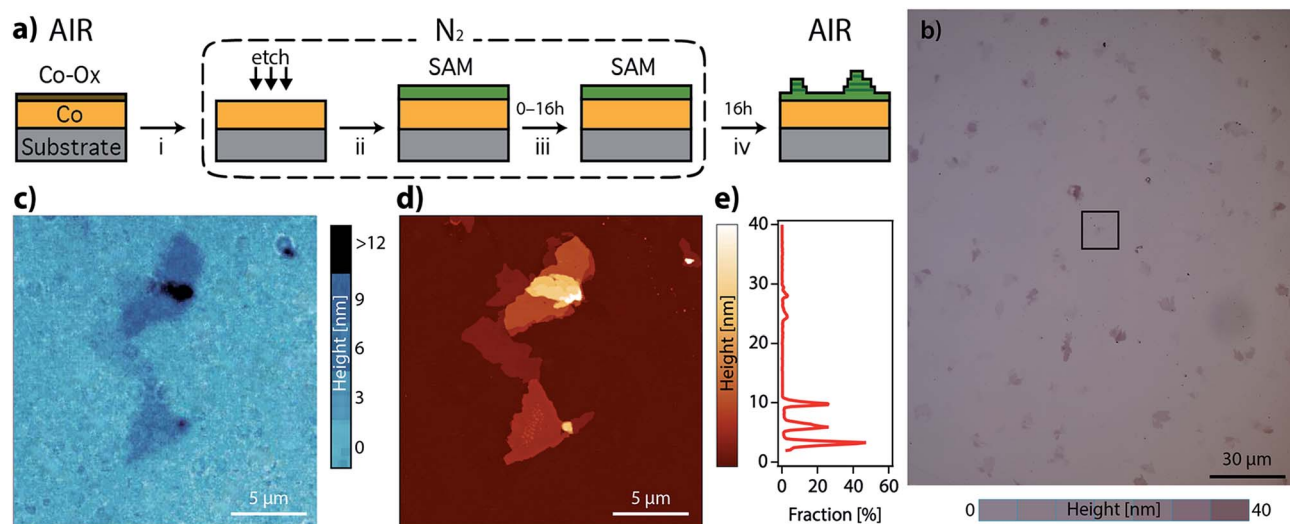 a) AIR
N₂
AIR
Co-Ox
Co
Substrate
i
etch
ii
SAM
0–16h
iii
SAM
16h
iv
b)
30 μm
0 Height [nm] 40
c)
5 μm
>12
9
6
3
0
Height [nm]
d)
5 μm
Height [nm]
e)
40
30
20
10
0
0 20 40 60
Fraction [%]